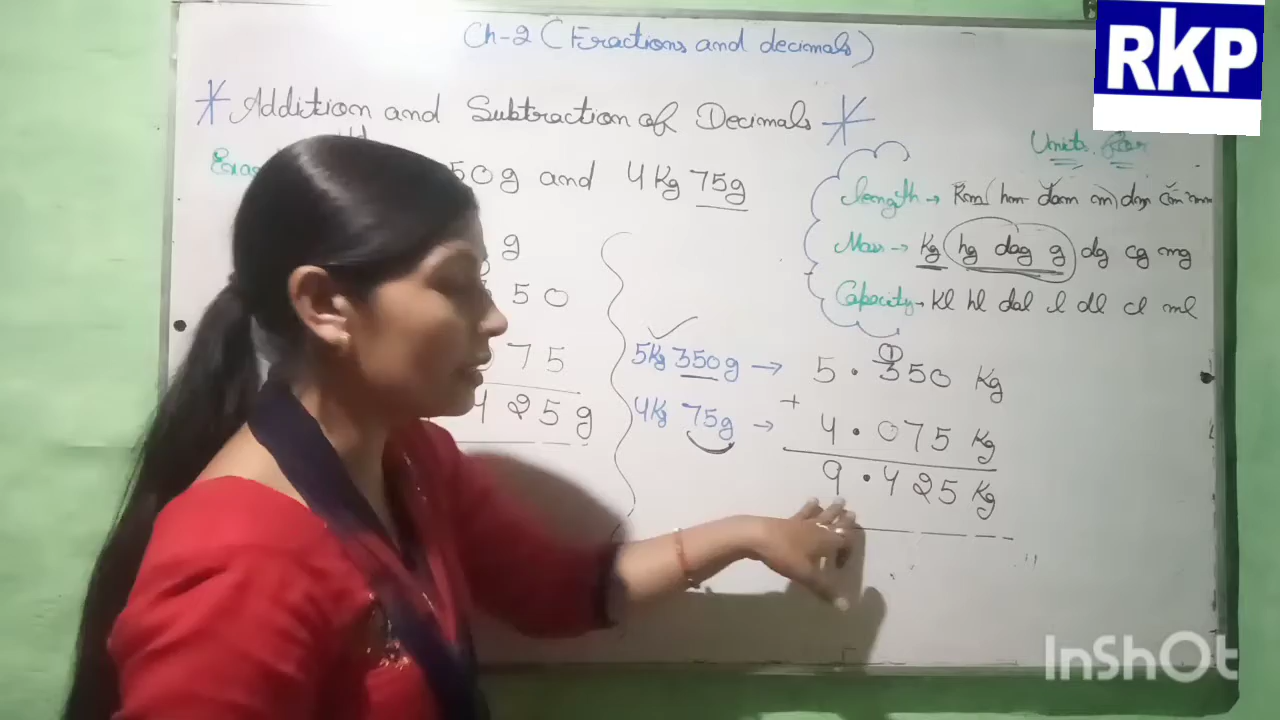 Ch-2 (Fractions and decimals)
RKP
* Addition and Subtraction of Decimals *
50g and 4Kg 75g
Units for
Length → Km hm dam m dm cm mm
Mass → Kg hg dag g dg cg mg
Capacity → Kl hl dal l dl cl ml
g
50
75
425g
5Kg 350g → 5.350 Kg
1
+
4Kg 75g → 4.075 Kg
9.425 Kg
InShOt